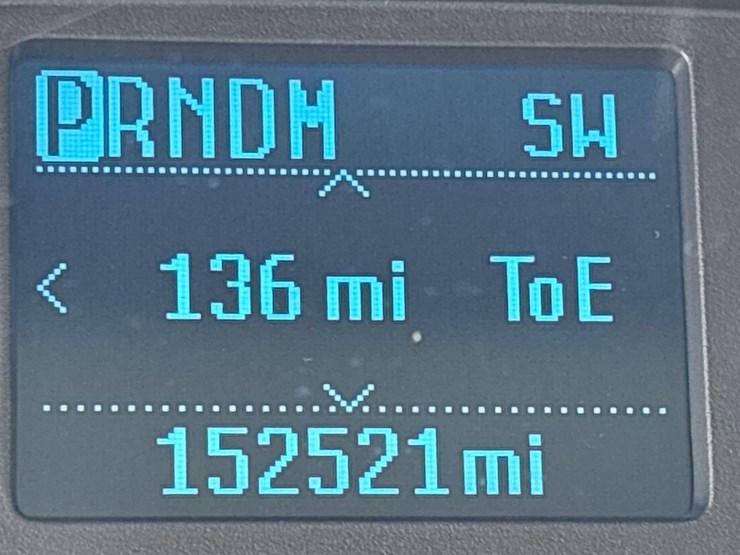 PRNDM SW
< 136 mi ToE
152521mi